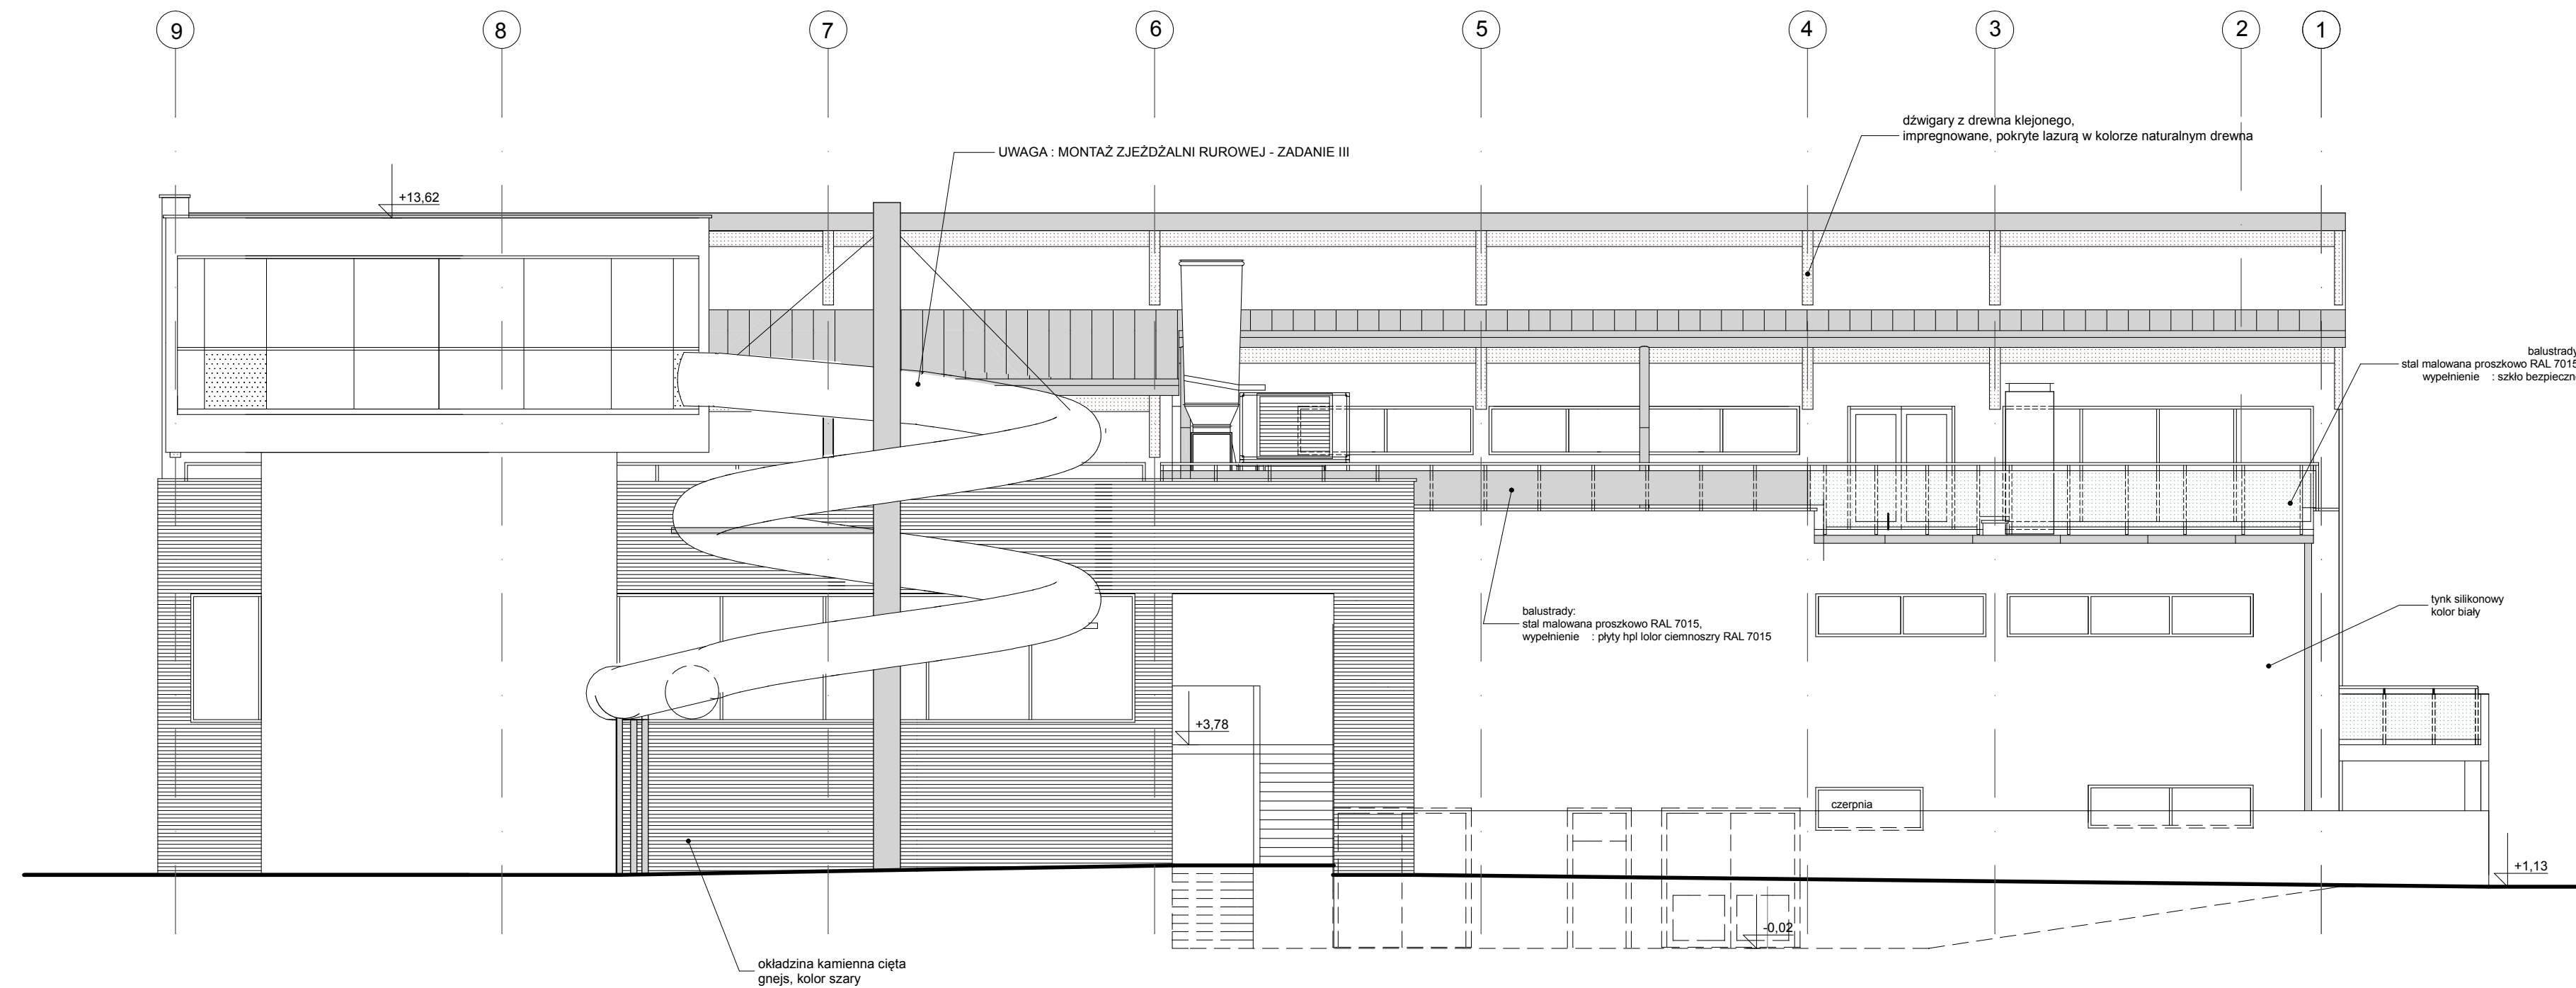 9 8 7 6 5 4 3 2 1
dźwigary z drewna klejonego,
impregnowane, pokryte lazurą w kolorze naturalnym drewna
UWAGA : MONTAŻ ZJEŻDŻALNI RUROWEJ - ZADANIE III
+13,62
balustrady
stal malowana proszkowo RAL 7015
wypełnienie : szkło bezpieczn
balustrady:
stal malowana proszkowo RAL 7015,
wypełnienie : płyty hpl lolor ciemnoszry RAL 7015
tynk silikonowy
kolor biały
+3,78
czerpnia
+1,13
-0,02
okładzina kamienna cięta
gnejs, kolor szary